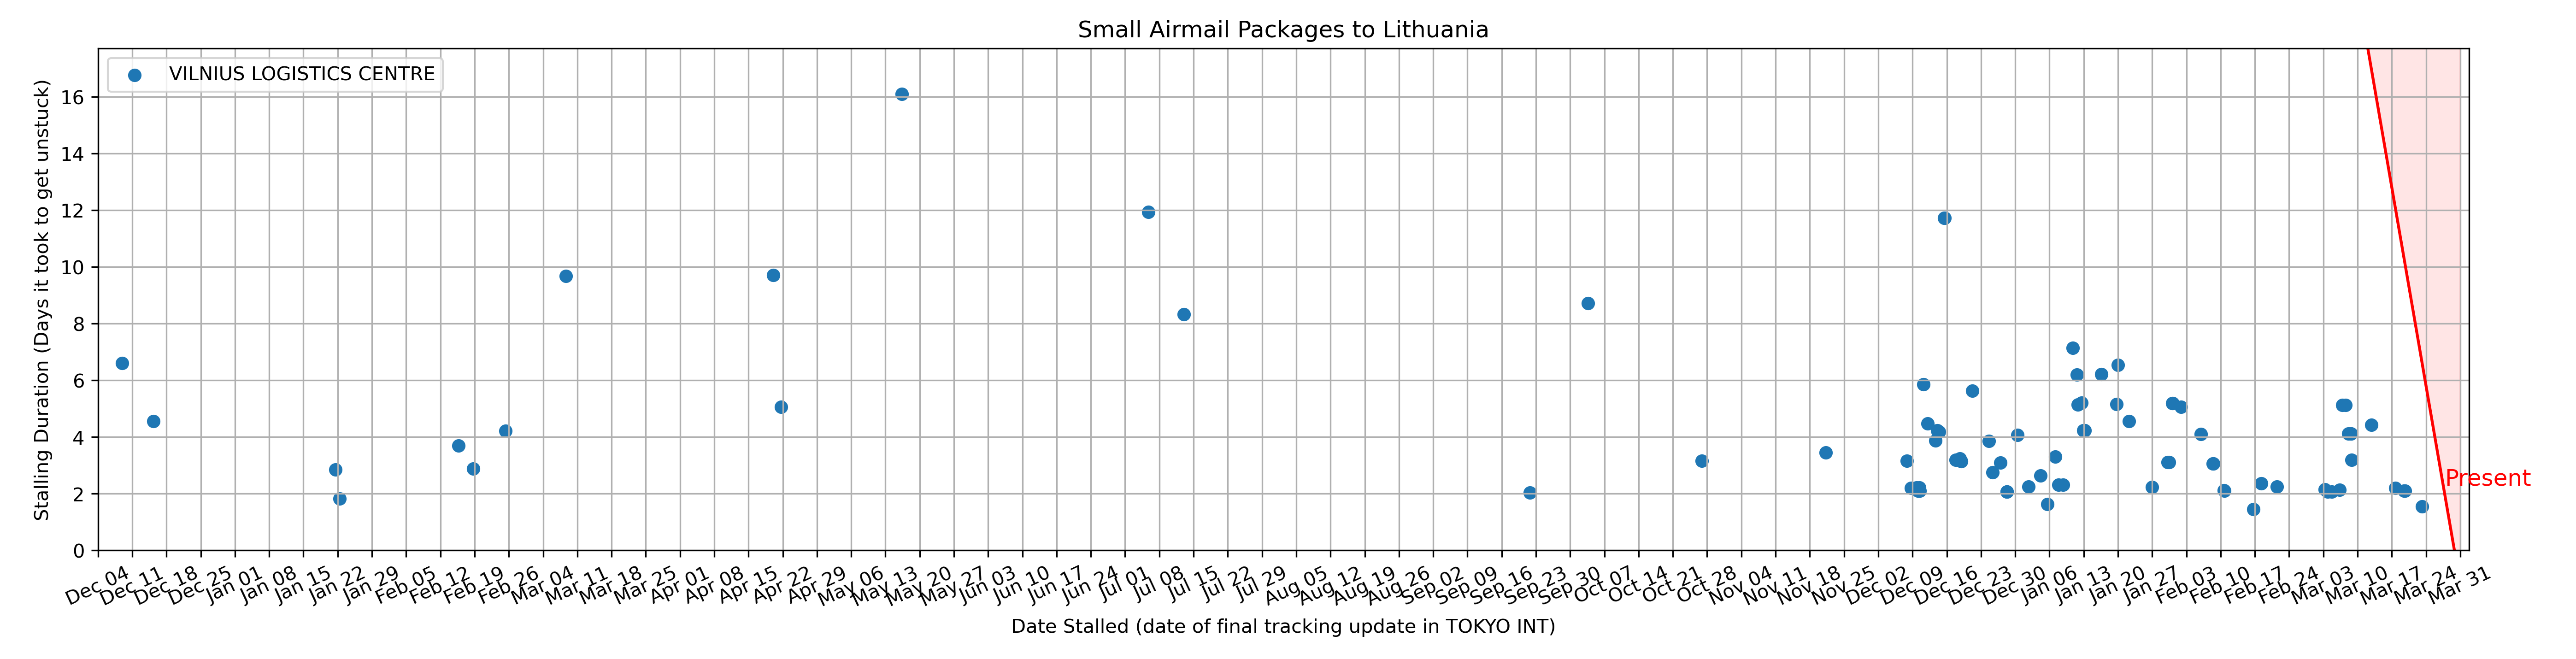 Small Airmail Packages to Lithuania
VILNIUS LOGISTICS CENTRE
Stalling Duration (Days it took to get unstuck)
16
14
12
10
8
6
4
2
0
Present
Dec 04 Dec 11 Dec 18 Dec 25 Jan 01 Jan 08 Jan 15 Jan 22 Jan 29 Feb 05 Feb 12 Feb 19 Feb 26 Mar 04 Mar 11 Mar 18 Mar 25 Apr 01 Apr 08 Apr 15 Apr 22 Apr 29 May 06 May 13 May 20 May 27 Jun 03 Jun 10 Jun 17 Jun 24 Jul 01 Jul 08 Jul 15 Jul 22 Jul 29 Aug 05 Aug 12 Aug 19 Aug 26 Sep 02 Sep 09 Sep 16 Sep 23 Sep 30 Oct 07 Oct 14 Oct 21 Oct 28 Nov 04 Nov 11 Nov 18 Nov 25 Dec 02 Dec 09 Dec 16 Dec 23 Dec 30 Jan 06 Jan 13 Jan 20 Jan 27 Feb 03 Feb 10 Feb 17 Feb 24 Mar 03 Mar 10 Mar 17 Mar 24 Mar 31
Date Stalled (date of final tracking update in TOKYO INT)